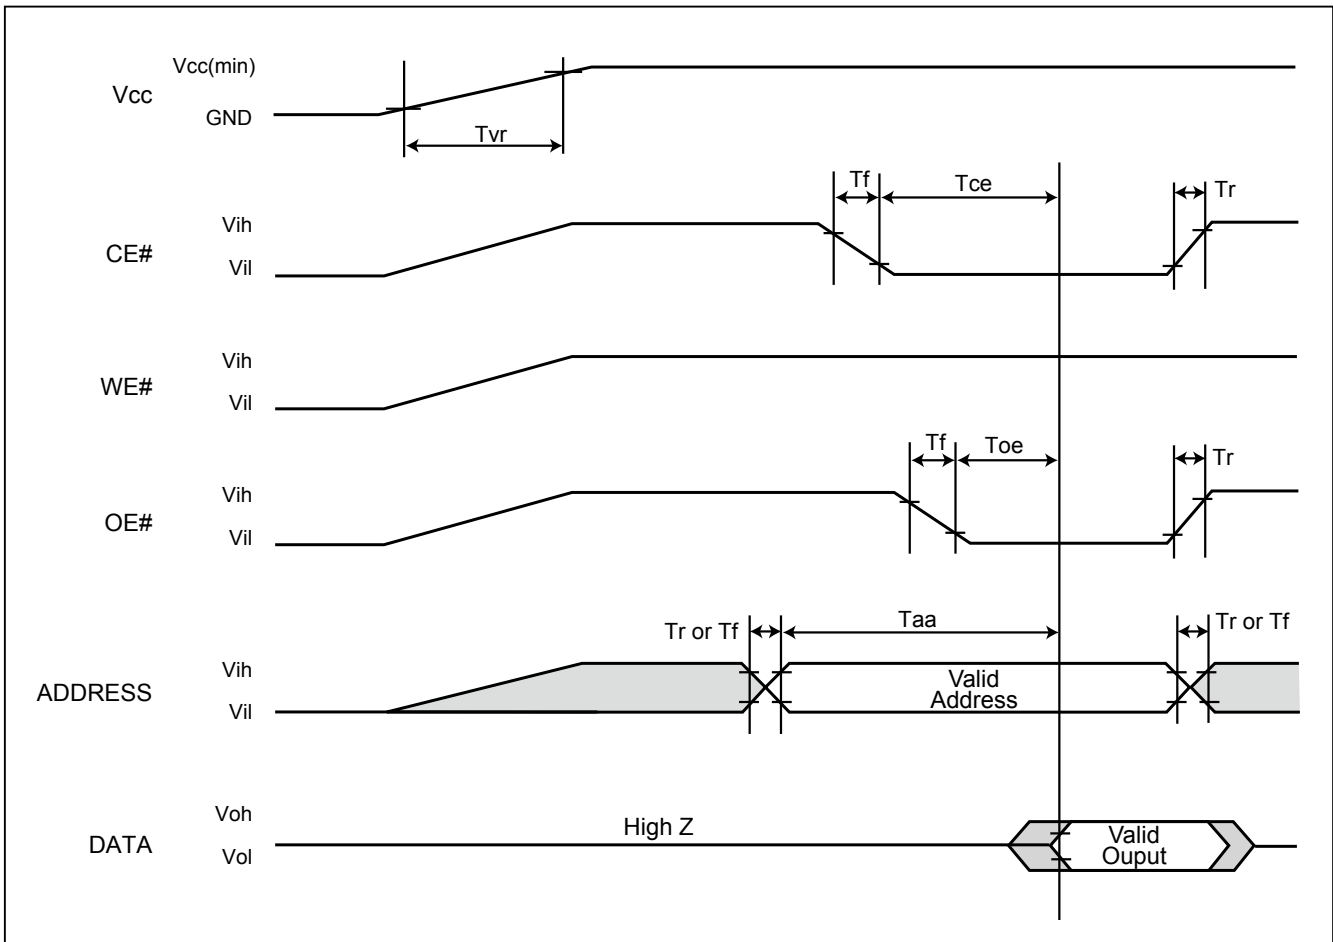 Vcc(min)
Vcc
GND
Tvr
Tf
Tce
Tr
Vih
CE#
Vil
Vih
WE#
Vil
Tf
Toe
Tr
Vih
OE#
Vil
Tr or Tf
Taa
Tr or Tf
Vih
ADDRESS
Vil
Valid
Address
Voh
DATA
Vol
High Z
Valid
Ouput